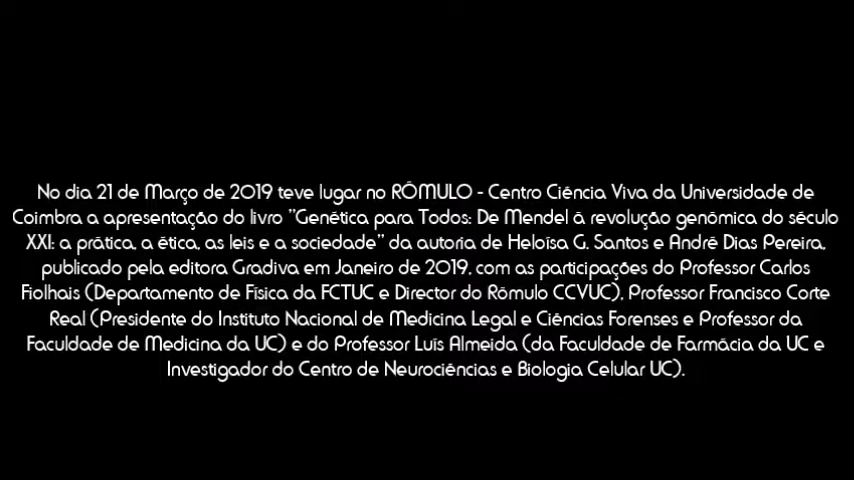 No dia 21 de Março de 2019 teve lugar no RÓMULO - Centro Ciência Viva da Universidade de
Coimbra a apresentação do livro "Genética para Todos: De Mendel à revolução genómica do século
XXI: a prática, a ética, as leis e a sociedade" da autoria de Heloísa G. Santos e André Dias Pereira,
publicado pela editora Gradiva em Janeiro de 2019, com as participações do Professor Carlos
Fiolhais (Departamento de Física da FCTUC e Director do Rómulo CCVUC), Professor Francisco Corte
Real (Presidente do Instituto Nacional de Medicina Legal e Ciências Forenses e Professor da
Faculdade de Medicina da UC) e do Professor Luís Almeida (da Faculdade de Farmácia da UC e
Investigador do Centro de Neurociências e Biologia Celular UC).